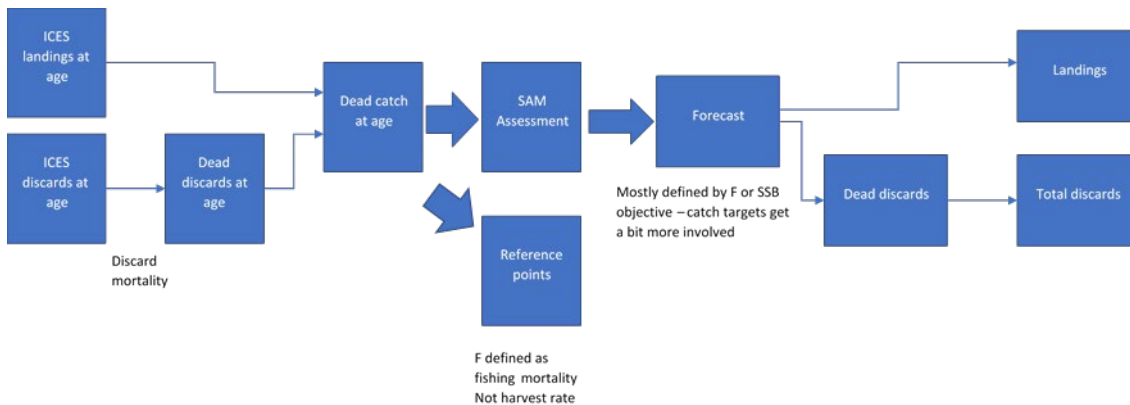 ICES
landings at
age
Landings
Dead catch
at age
SAM
Assessment
Forecast
ICES
discards at
age
Dead
discards at
age
Dead discards
Total discards
Mostly defined by F or SSB
objective – catch targets get
a bit more involved
Discard
mortality
Reference
points
F defined as
fishing mortality
Not harvest rate